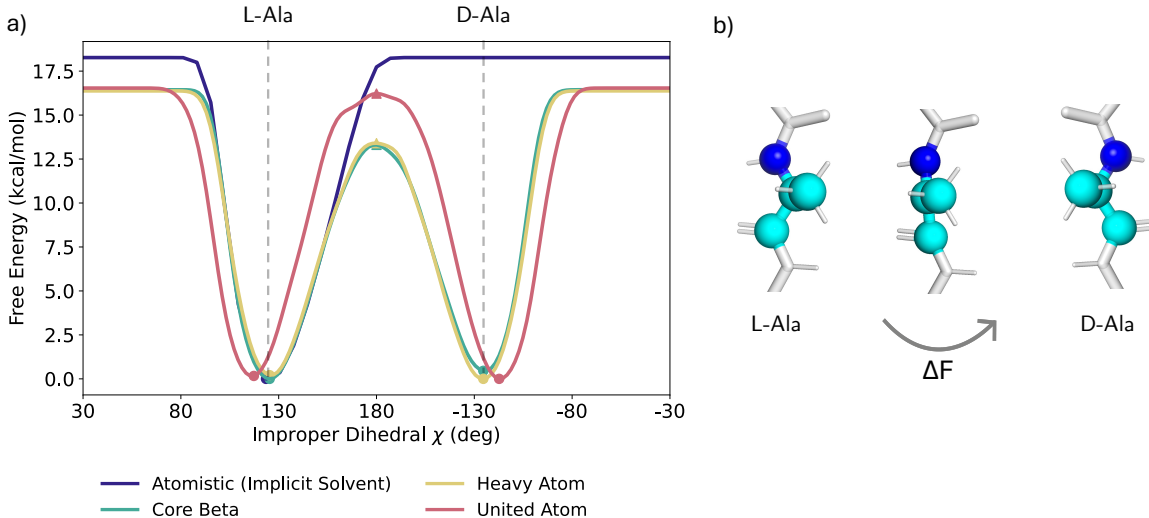 a)
L-Ala
D-Ala
b)
Free Energy (kcal/mol)
17.5
15.0
12.5
10.0
7.5
5.0
2.5
0.0
30
80
130
180
-130
-80
-30
Improper Dihedral χ (deg)
Atomistic (Implicit Solvent)
Core Beta
Heavy Atom
United Atom
L-Ala
D-Ala
ΔF